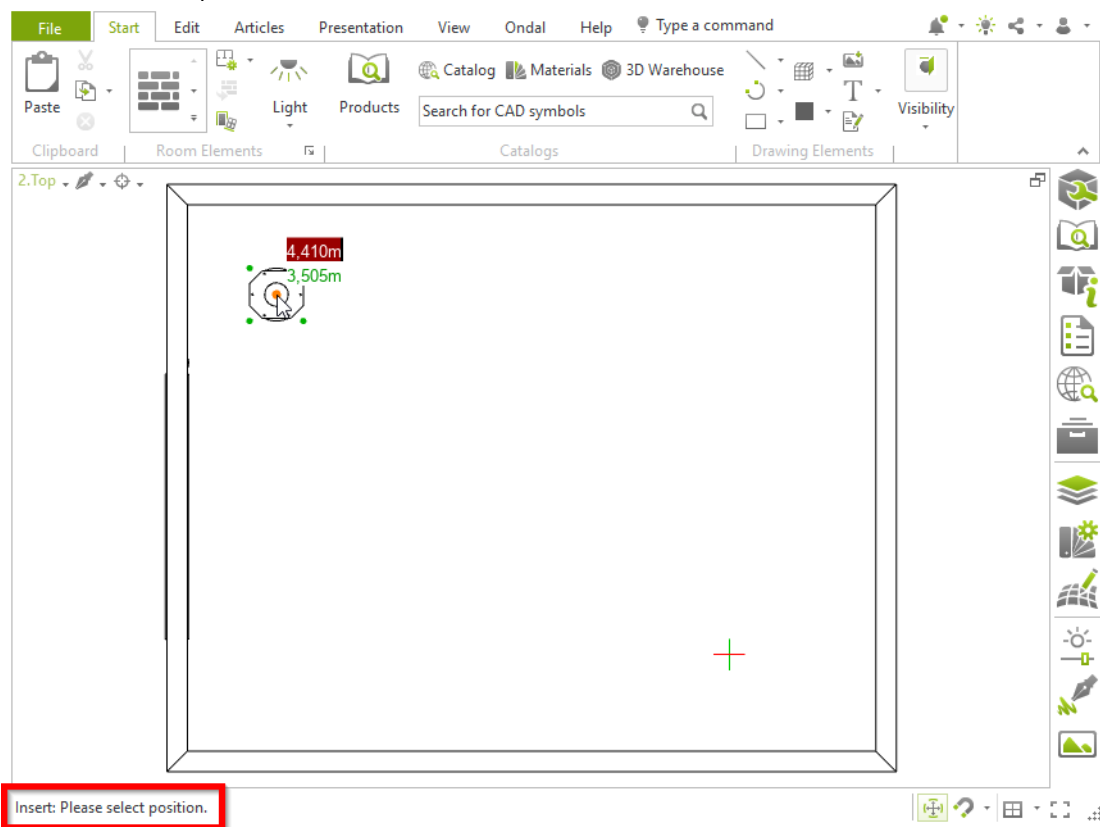 File Start Edit Articles Presentation View Ondal Help Type a command
Catalog Materials 3D Warehouse
Paste Light Products Search for CAD symbols Visibility
Clipboard Room Elements Catalogs Drawing Elements
2.Top
4,410m
3,505m
Insert: Please select position.